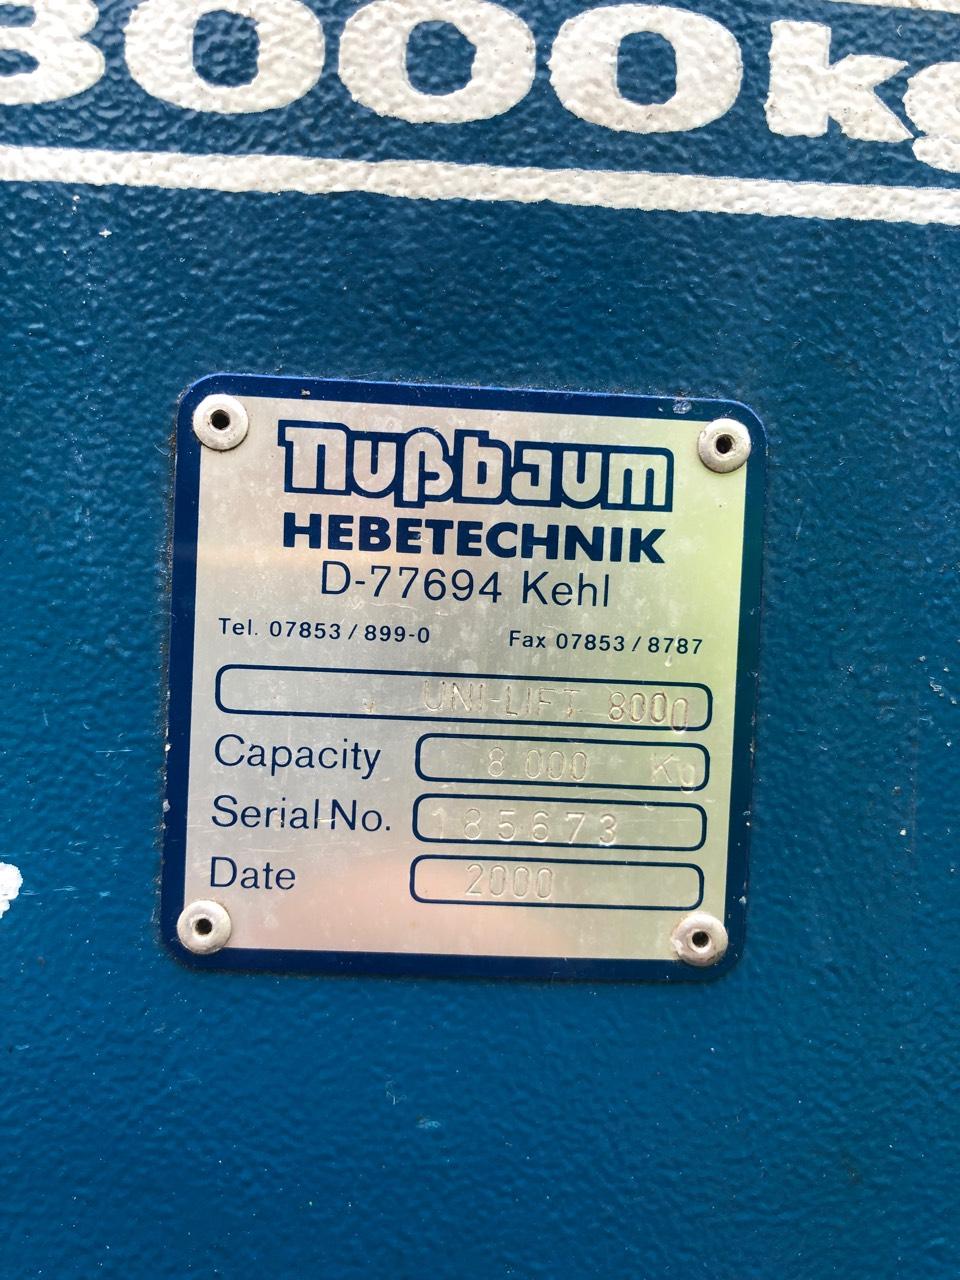 8000kg
Nußbaum
HEBETECHNIK
D-77694 Kehl
Tel. 07853/899-0 Fax 07853/8787
UNI-LIFT 8000
Capacity 8.000 Kg
Serial No. 185673
Date 2000